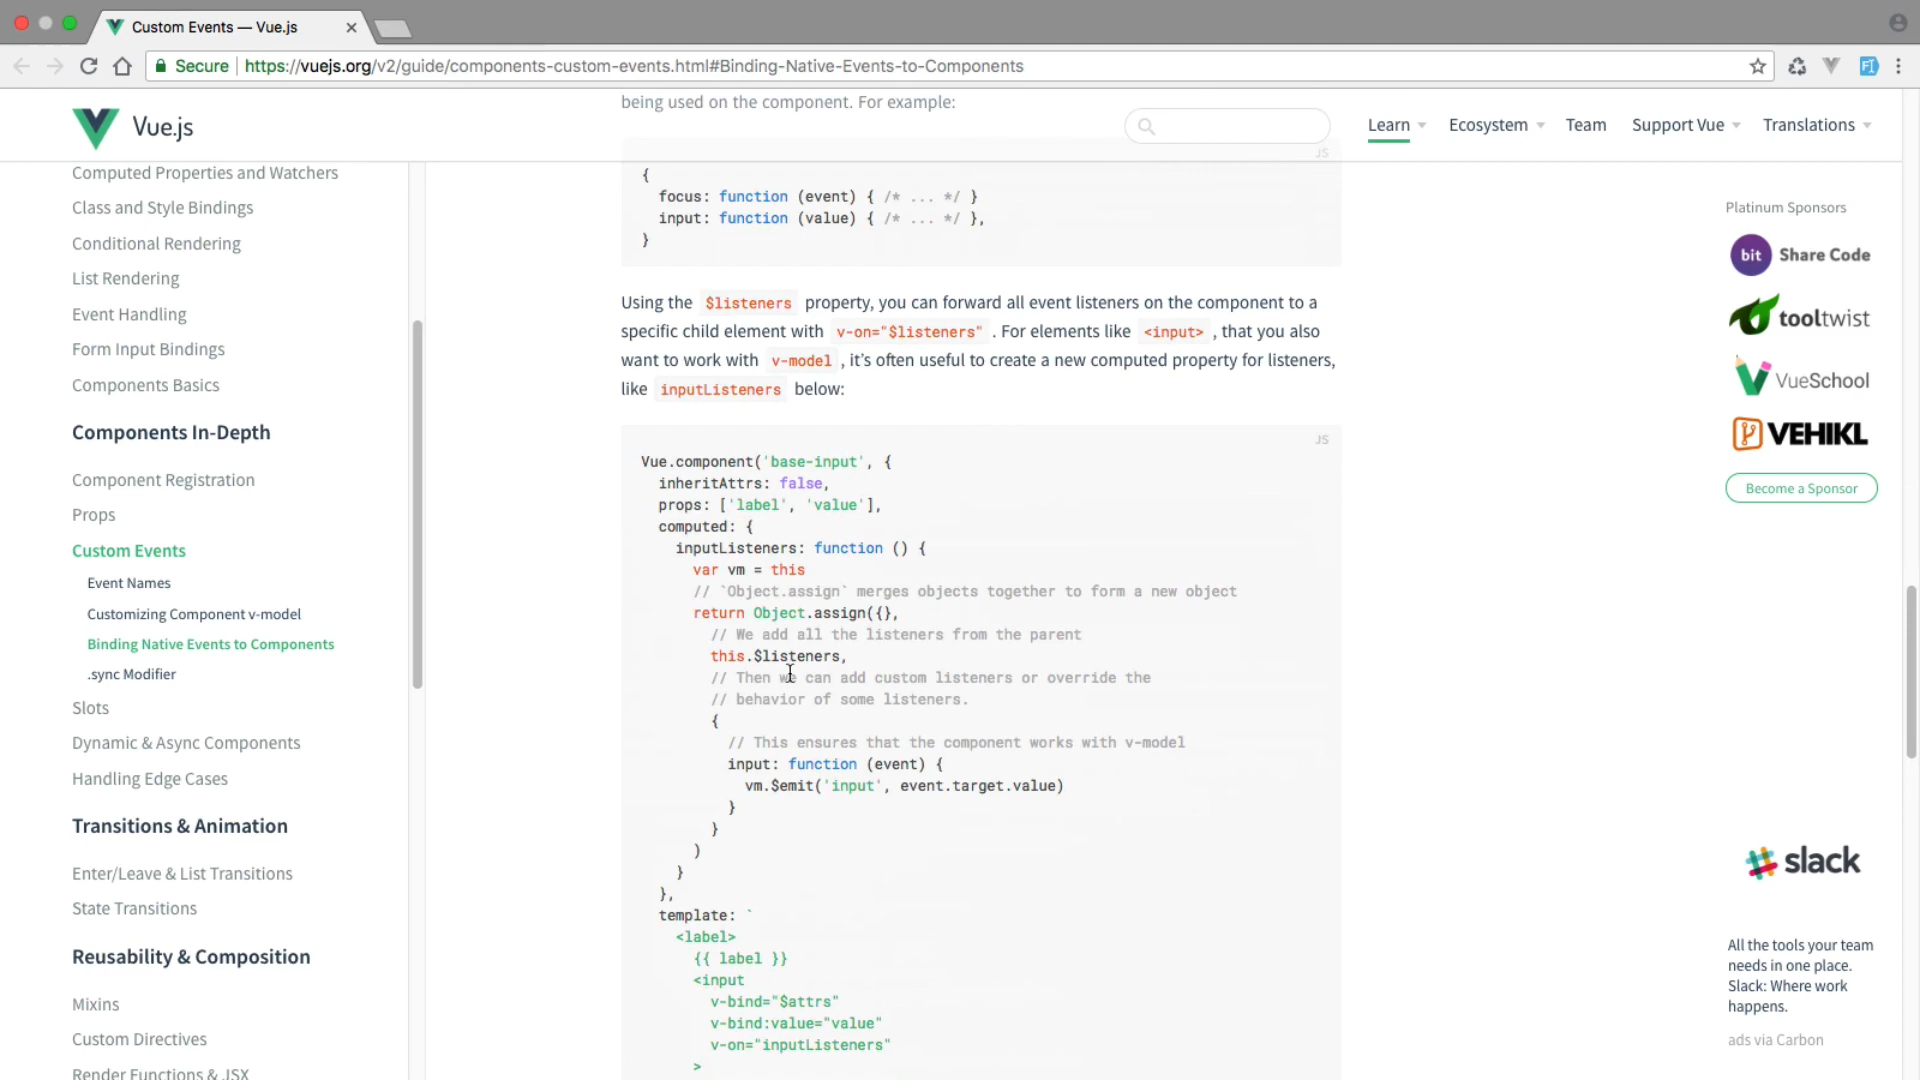 Custom Events — Vue.js
Secure https://vuejs.org/v2/guide/components-custom-events.html#Binding-Native-Events-to-Components
Vue.js
Learn
Ecosystem
Team
Support Vue
Translations
Computed Properties and Watchers
Class and Style Bindings
Conditional Rendering
List Rendering
Event Handling
Form Input Bindings
Components Basics
Components In-Depth
Component Registration
Props
Custom Events
Event Names
Customizing Component v-model
Binding Native Events to Components
.sync Modifier
Slots
Dynamic & Async Components
Handling Edge Cases
Transitions & Animation
Enter/Leave & List Transitions
State Transitions
Reusability & Composition
Mixins
Custom Directives
Render Functions & JSX
being used on the component. For example:
JS
{
focus: function (event) { /* ... */ }
input: function (value) { /* ... */ },
}
Using the $listeners property, you can forward all event listeners on the component to a
specific child element with v-on="$listeners" . For elements like <input> , that you also
want to work with v-model , it’s often useful to create a new computed property for listeners,
like inputListeners below:
JS
Vue.component('base-input', {
inheritAttrs: false,
props: ['label', 'value'],
computed: {
inputListeners: function () {
var vm = this
// `Object.assign` merges objects together to form a new object
return Object.assign({},
// We add all the listeners from the parent
this.$listeners,
// Then we can add custom listeners or override the
// behavior of some listeners.
{
// This ensures that the component works with v-model
input: function (event) {
vm.$emit('input', event.target.value)
}
}
)
}
},
template: `
<label>
{{ label }}
<input
v-bind="$attrs"
v-bind:value="value"
v-on="inputListeners"
>
Platinum Sponsors
bit Share Code
tooltwist
VueSchool
VEHIKL
Become a Sponsor
slack
All the tools your team
needs in one place.
Slack: Where work
happens.
ads via Carbon